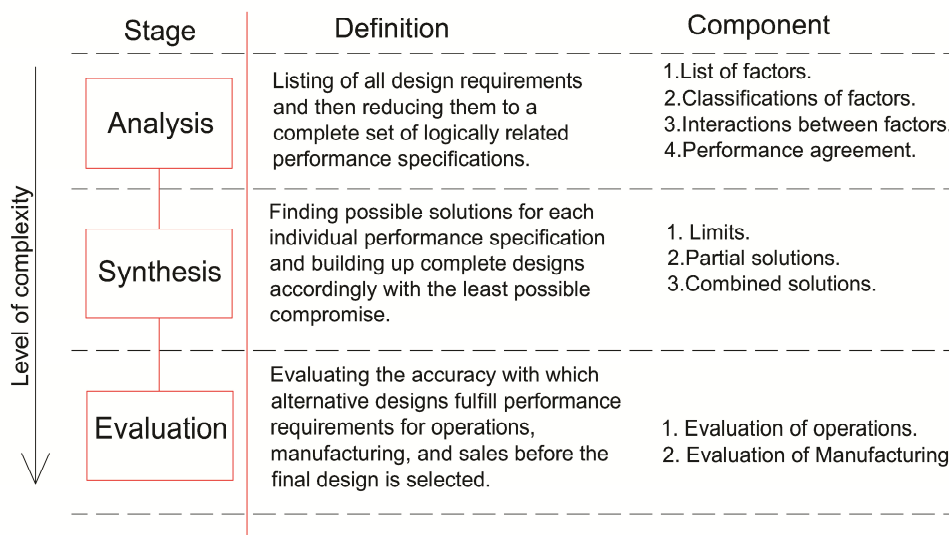 Stage
Definition
Component
Level of complexity
Analysis
Listing of all design requirements
and then reducing them to a
complete set of logically related
performance specifications.
1.List of factors.
2.Classifications of factors.
3.Interactions between factors.
4.Performance agreement.
Synthesis
Finding possible solutions for each
individual performance specification
and building up complete designs
accordingly with the least possible
compromise.
1. Limits.
2.Partial solutions.
3.Combined solutions.
Evaluation
Evaluating the accuracy with which
alternative designs fulfill performance
requirements for operations,
manufacturing, and sales before the
final design is selected.
1. Evaluation of operations.
2. Evaluation of Manufacturing